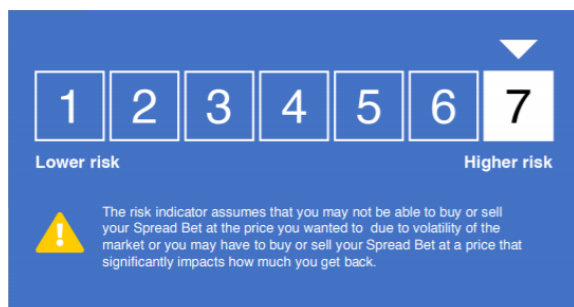 1 2 3 4 5 6 7
Lower risk Higher risk
The risk indicator assumes that you may not be able to buy or sell
your Spread Bet at the price you wanted to due to volatility of the
market or you may have to buy or sell your Spread Bet at a price that
significantly impacts how much you get back.